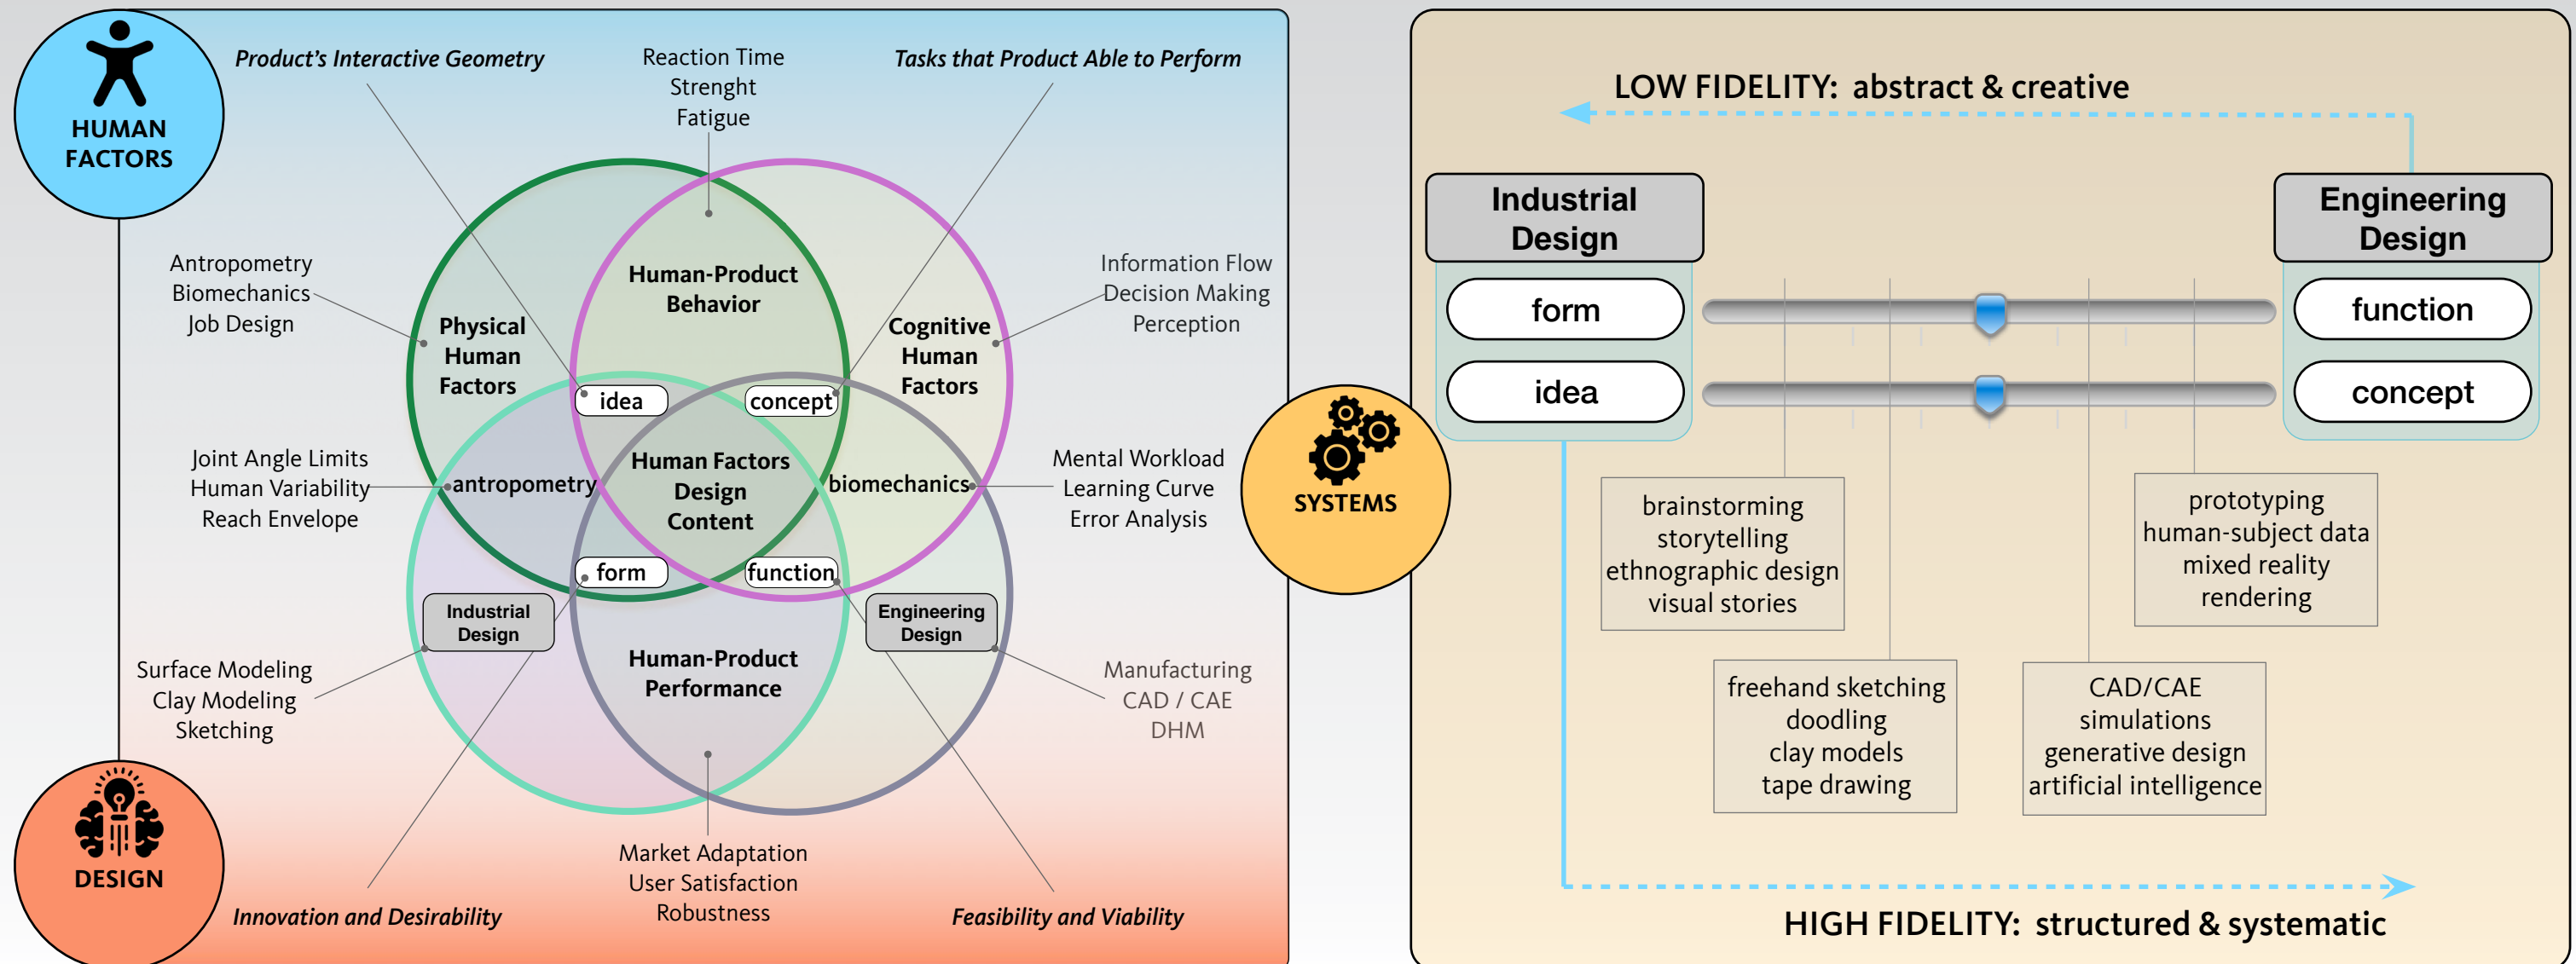 HUMAN
FACTORS
Product's Interactive Geometry
Reaction Time
Strenght
Fatigue
Tasks that Product Able to Perform
Antropometry
Biomechanics
Job Design
Physical
Human
Factors
Human-Product
Behavior
Cognitive
Human
Factors
Information Flow
Decision Making
Perception
idea
concept
Joint Angle Limits
Human Variability
Reach Envelope
antropometry
Human Factors
Design
Content
biomechanics
Mental Workload
Learning Curve
Error Analysis
form
function
Industrial
Design
Engineering
Design
Human-Product
Performance
Surface Modeling
Clay Modeling
Sketching
Manufacturing
CAD / CAE
DHM
DESIGN
Innovation and Desirability
Market Adaptation
User Satisfaction
Robustness
Feasibility and Viability
SYSTEMS
LOW FIDELITY: abstract & creative
Industrial
Design
form
idea
Engineering
Design
function
concept
brainstorming
storytelling
ethnographic design
visual stories
prototyping
human-subject data
mixed reality
rendering
freehand sketching
doodling
clay models
tape drawing
CAD/CAE
simulations
generative design
artificial intelligence
HIGH FIDELITY: structured & systematic